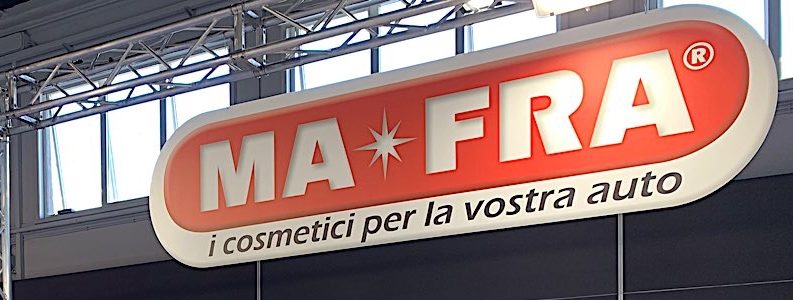 MA★FRA®
i cosmetici per la vostra auto